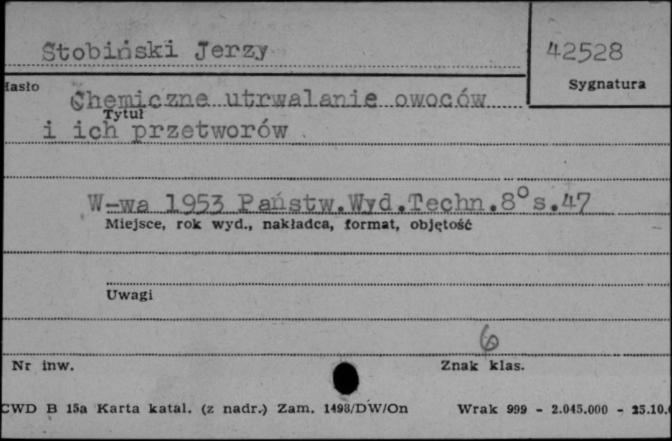 Stobiński Jerzy
42528
Hasło
Sygnatura
Chemiczne utrwalanie owoców
Tytuł
i ich przetworów
W-wa 1953 Państw.Wyd.Techn.8° s.47
Miejsce, rok wyd., nakładca, format, objętość
Uwagi
6
Nr inw.
Znak klas.
CWD B 15a Karta katal. (z nadr.) Zam. 1498/DW/On
Wrak 999 - 2.045.000 -